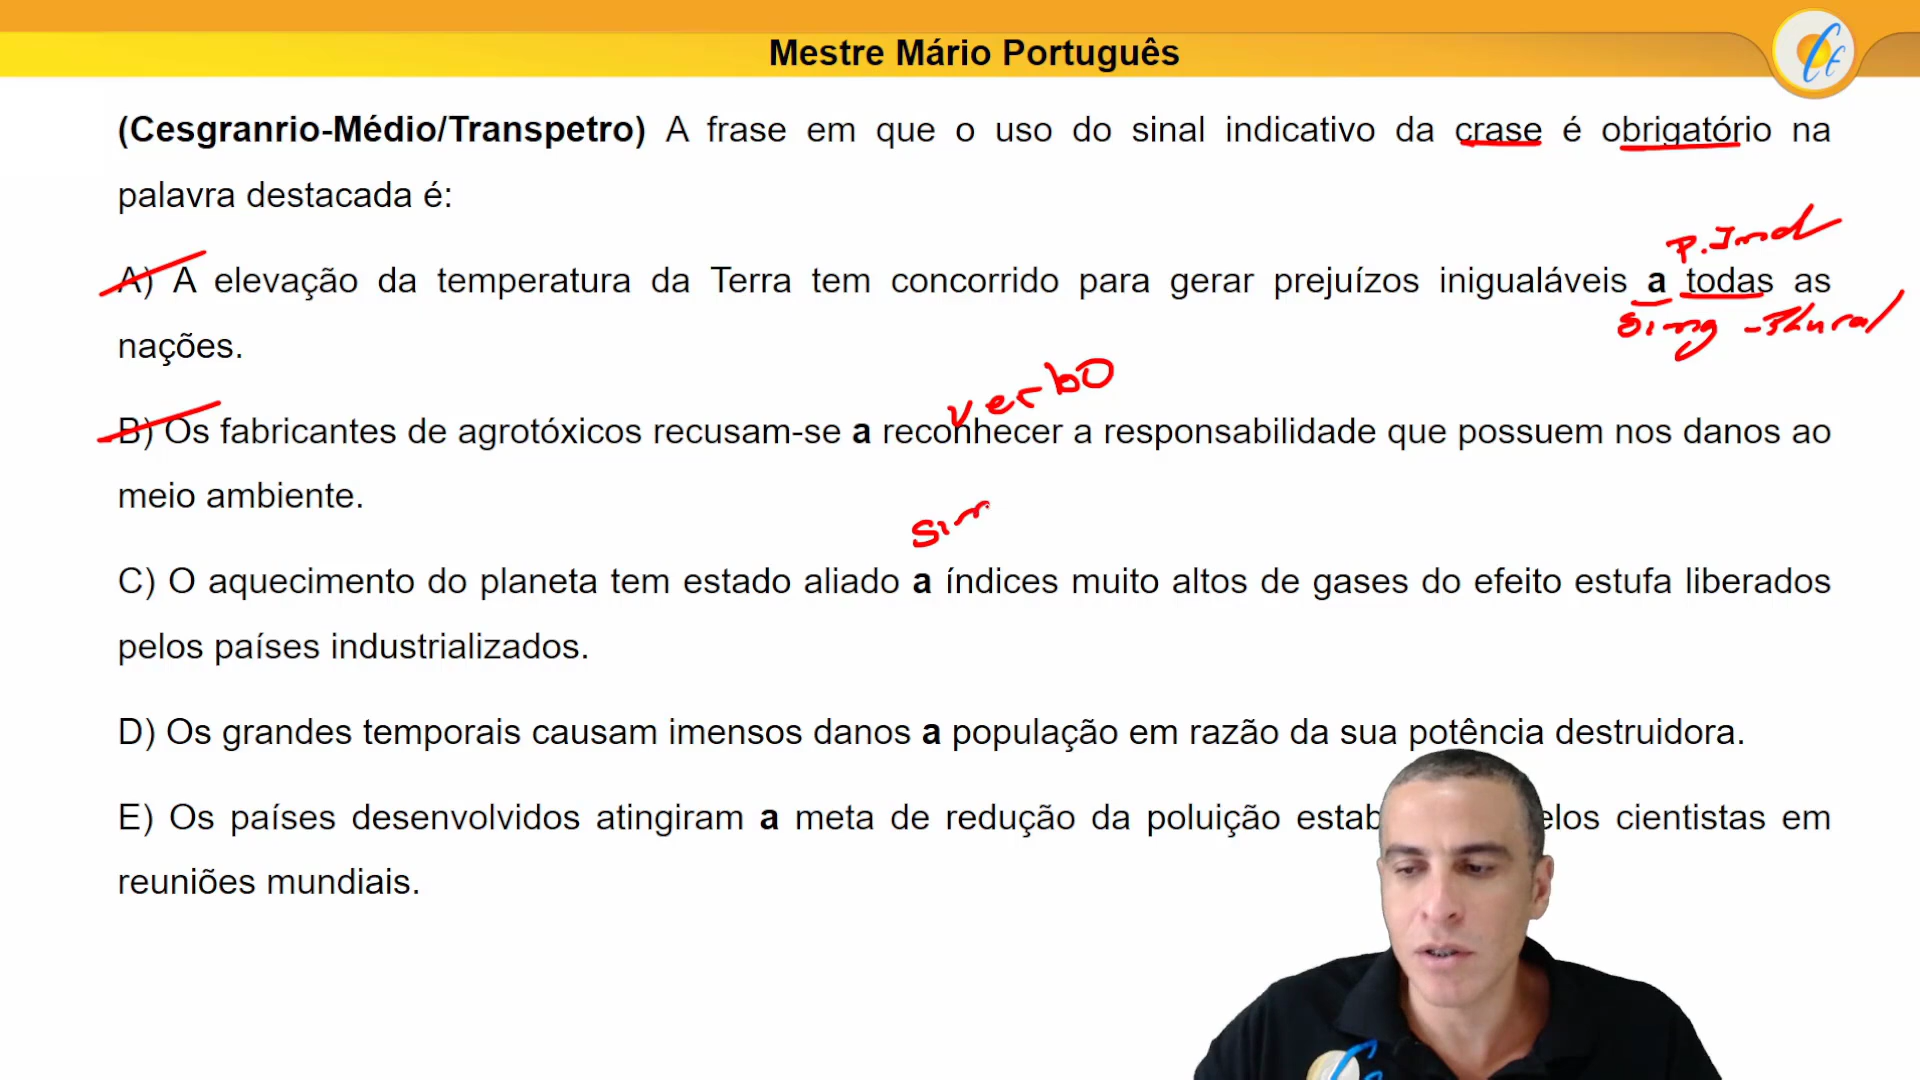 Mestre Mário Português
(Cesgranrio-Médio/Transpetro) A frase em que o uso do sinal indicativo da crase é obrigatório na
palavra destacada é:
P. Ind
A) A elevação da temperatura da Terra tem concorrido para gerar prejuízos inigualáveis a todas as
Sing - Plural
nações.
verbo
B) Os fabricantes de agrotóxicos recusam-se a reconhecer a responsabilidade que possuem nos danos ao
meio ambiente.
Sin
C) O aquecimento do planeta tem estado aliado a índices muito altos de gases do efeito estufa liberados
pelos países industrializados.
D) Os grandes temporais causam imensos danos a população em razão da sua potência destruidora.
E) Os países desenvolvidos atingiram a meta de redução da poluição estab elos cientistas em
reuniões mundiais.